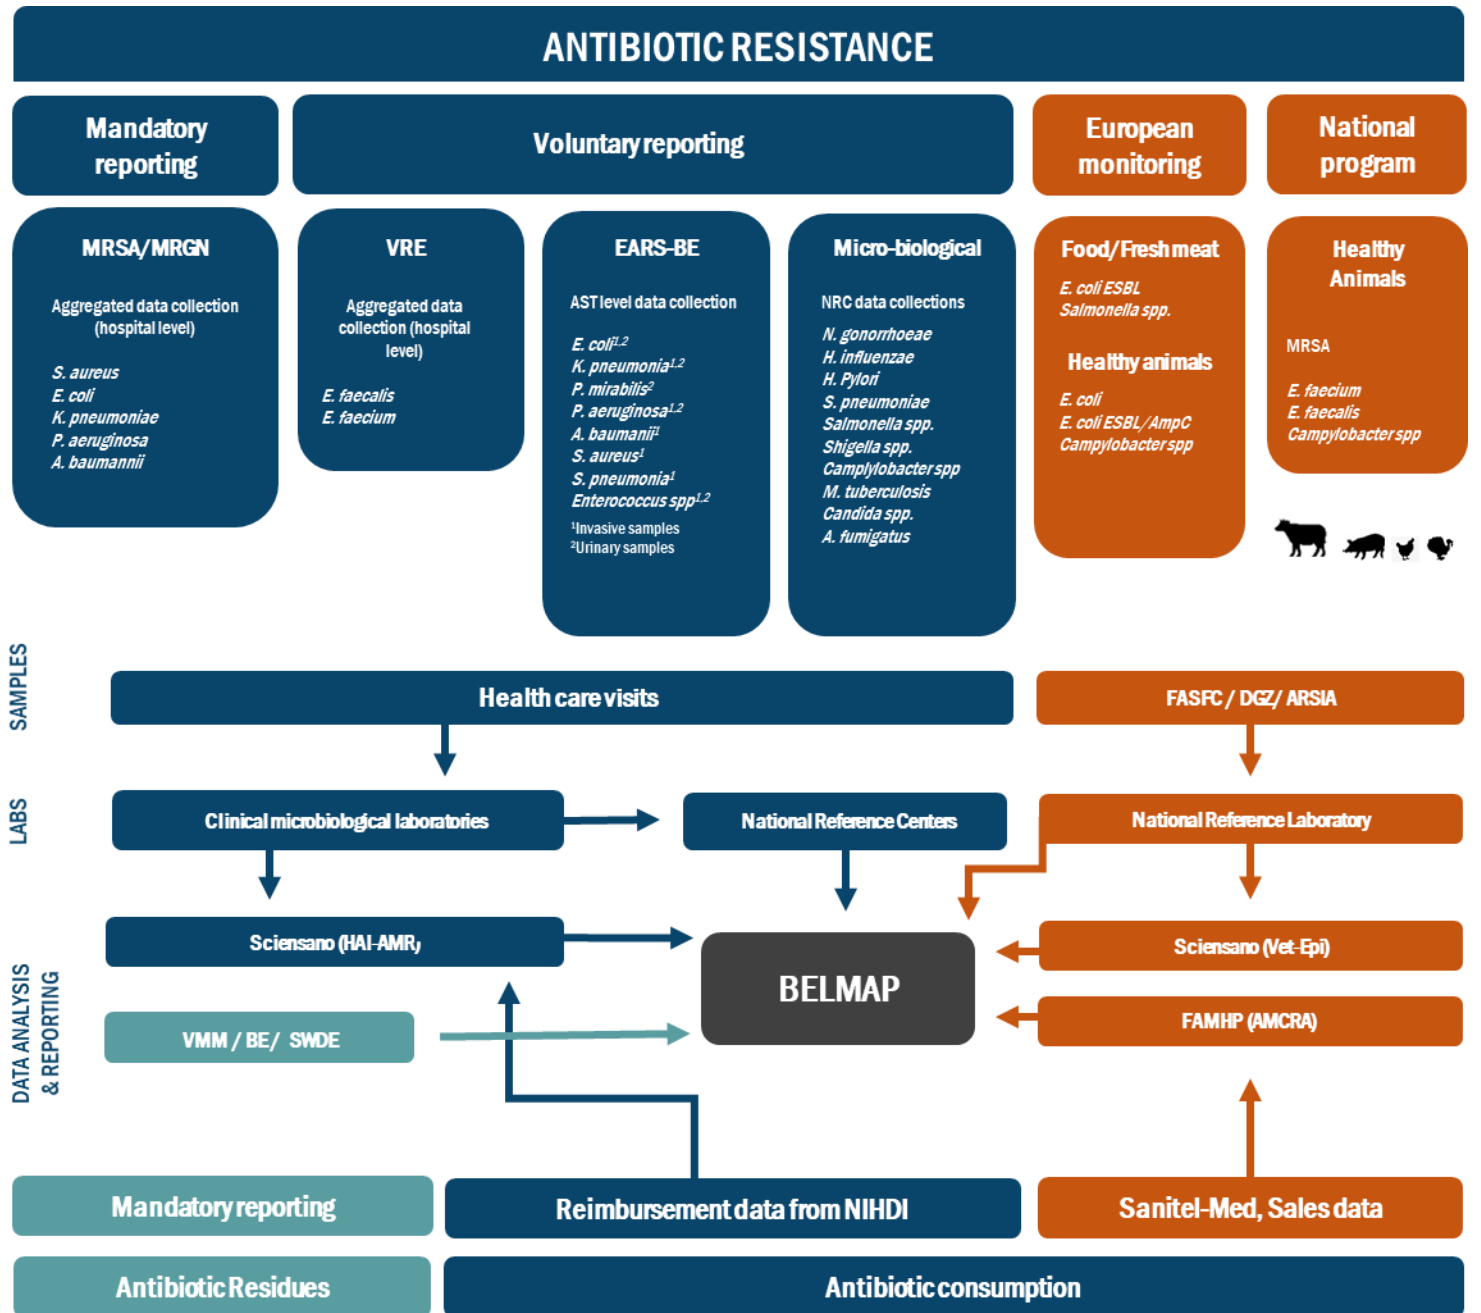 ANTIBIOTIC RESISTANCE
Mandatory
reporting
Voluntary reporting
European
monitoring
National
program
MRSA/MRGN
Aggregated data collection
(hospital level)
S. aureus
E. coli
K. pneumoniae
P. aeruginosa
A. baumannii
VRE
Aggregated data
collection (hospital
level)
E. faecalis
E. faecium
EARS-BE
AST level data collection
E. coli1,2
K. pneumonia1,2
P. mirabilis2
P. aeruginosa1,2
A. baumanii1
S. aureus1
S. pneumonia1
Enterococcus spp1,2
1Invasive samples
2Urinary samples
Micro-biological
NRC data collections
N. gonorrhoeae
H. influenzae
H. Pylori
S. pneumoniae
Salmonella spp.
Shigella spp.
Camplylobacter spp
M. tuberculosis
Candida spp.
A. fumigatus
Food/Fresh meat
E. coli ESBL
Salmonella spp.
Healthy animals
E. coli
E. coli ESBL/AmpC
Campylobacter spp
Healthy
Animals
MRSA
E. faecium
E. faecalis
Campylobacter spp
SAMPLES
Health care visits
FASFC / DGZ/ ARSIA
LABS
Clinical microbiological laboratories
National Reference Centers
National Reference Laboratory
DATA ANALYSIS
& REPORTING
Sciensano (HAI-AMR)
BELMAP
Sciensano (Vet-Epi)
VMM / BE/ SWDE
FAMHP (AMCRA)
Mandatory reporting
Reimbursement data from NIHDI
Sanitel-Med, Sales data
Antibiotic Residues
Antibiotic consumption